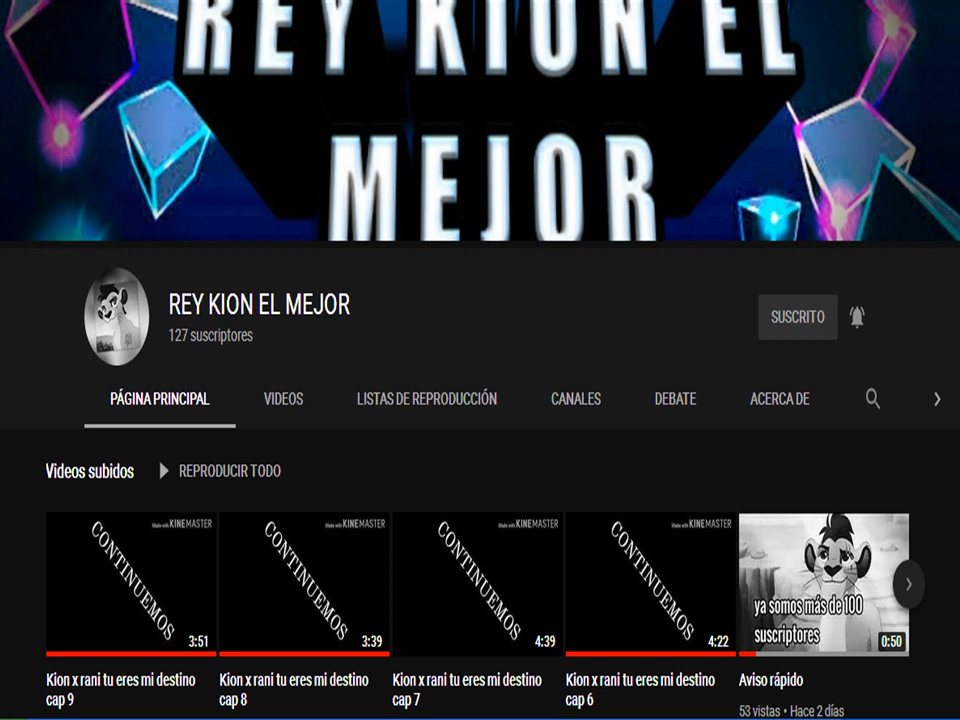 REY KION EL
MEJOR
REY KION EL MEJOR
127 suscriptores
SUSCRITO
PÁGINA PRINCIPAL VIDEOS LISTAS DE REPRODUCCIÓN CANALES DEBATE ACERCA DE
Videos subidos REPRODUCIR TODO
Made with KINEMASTER Made with KINEMASTER Made with KINEMASTER Made with KINEMASTER
CONTINUEMOS CONTINUEMOS CONTINUEMOS CONTINUEMOS
ya somos más de 100
suscriptores
3:51 3:39 4:39 4:22 0:50
Kion x rani tu eres mi destino
cap 9
Kion x rani tu eres mi destino
cap 8
Kion x rani tu eres mi destino
cap 7
Kion x rani tu eres mi destino
cap 6
Aviso rápido
53 vistas • Hace 2 días